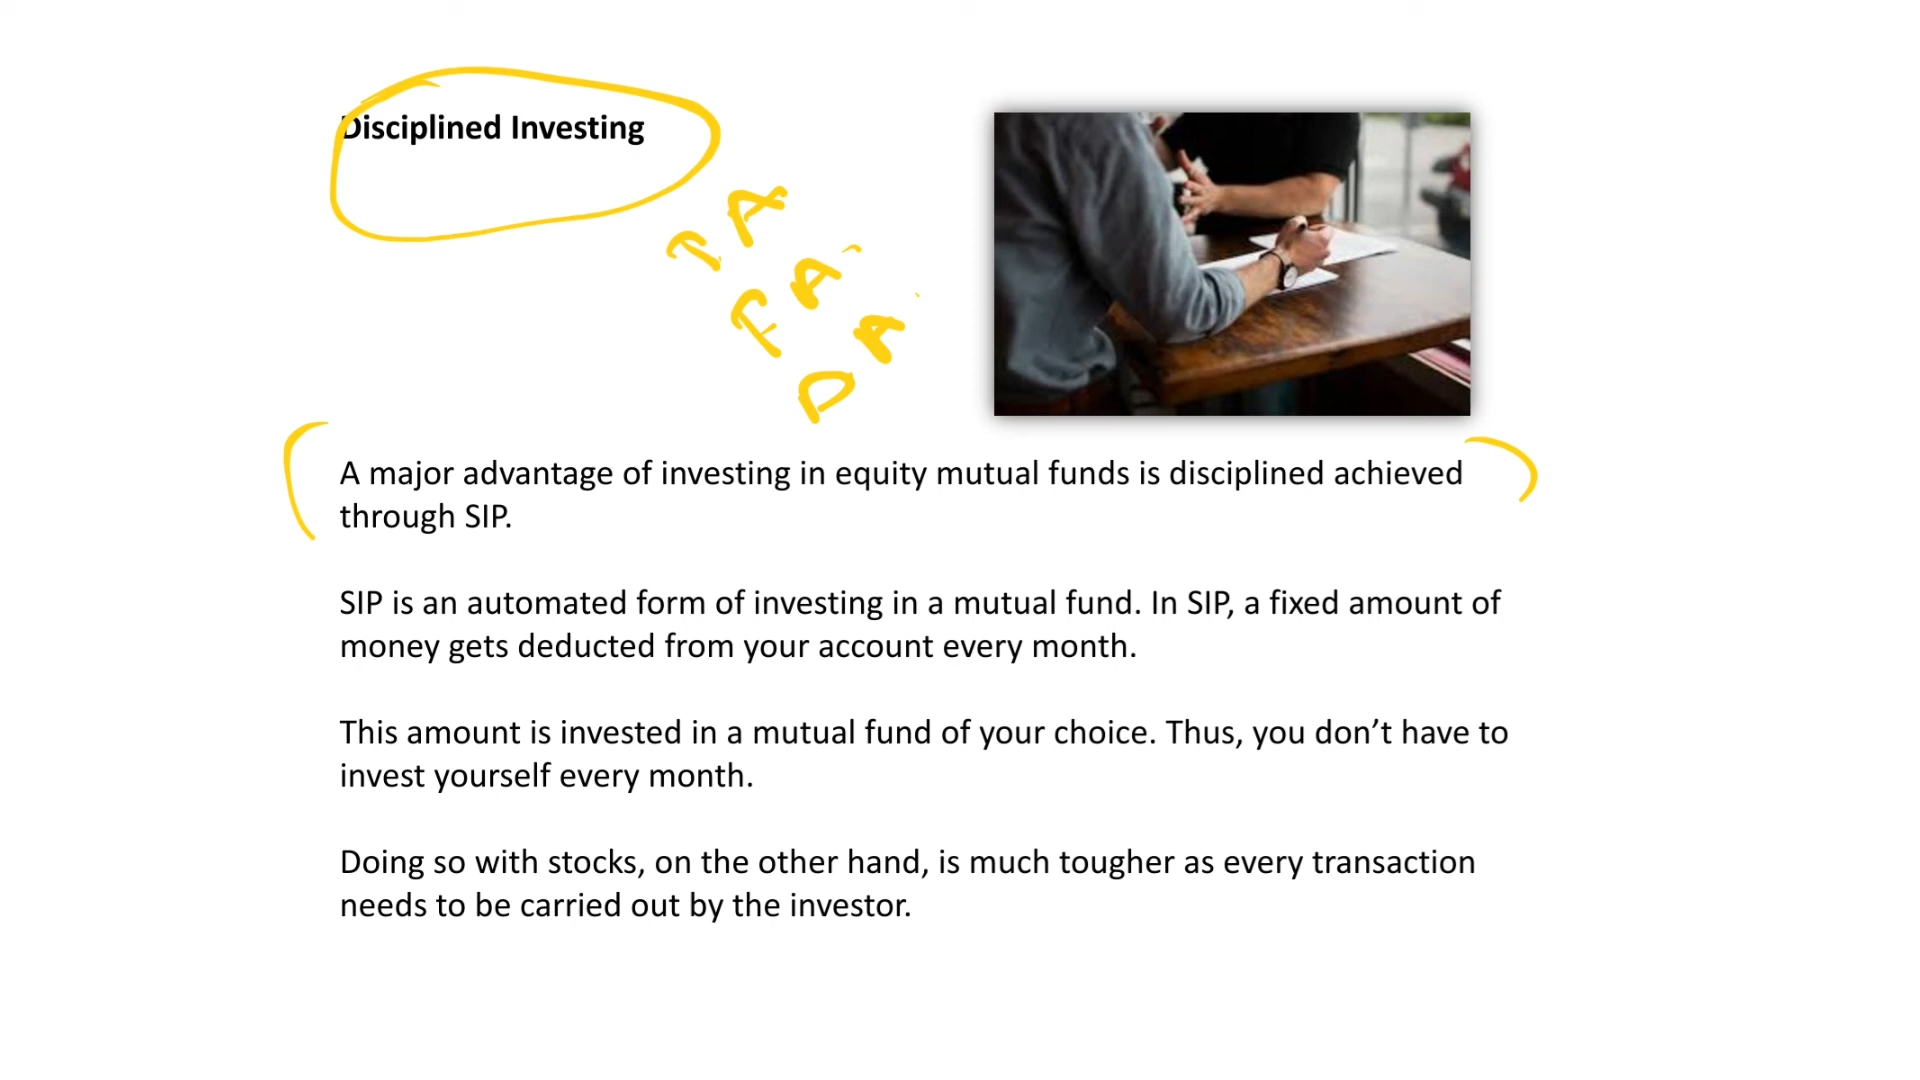 Disciplined Investing
TA
FA
DA
A major advantage of investing in equity mutual funds is disciplined achieved
through SIP.
SIP is an automated form of investing in a mutual fund. In SIP, a fixed amount of
money gets deducted from your account every month.
This amount is invested in a mutual fund of your choice. Thus, you don’t have to
invest yourself every month.
Doing so with stocks, on the other hand, is much tougher as every transaction
needs to be carried out by the investor.